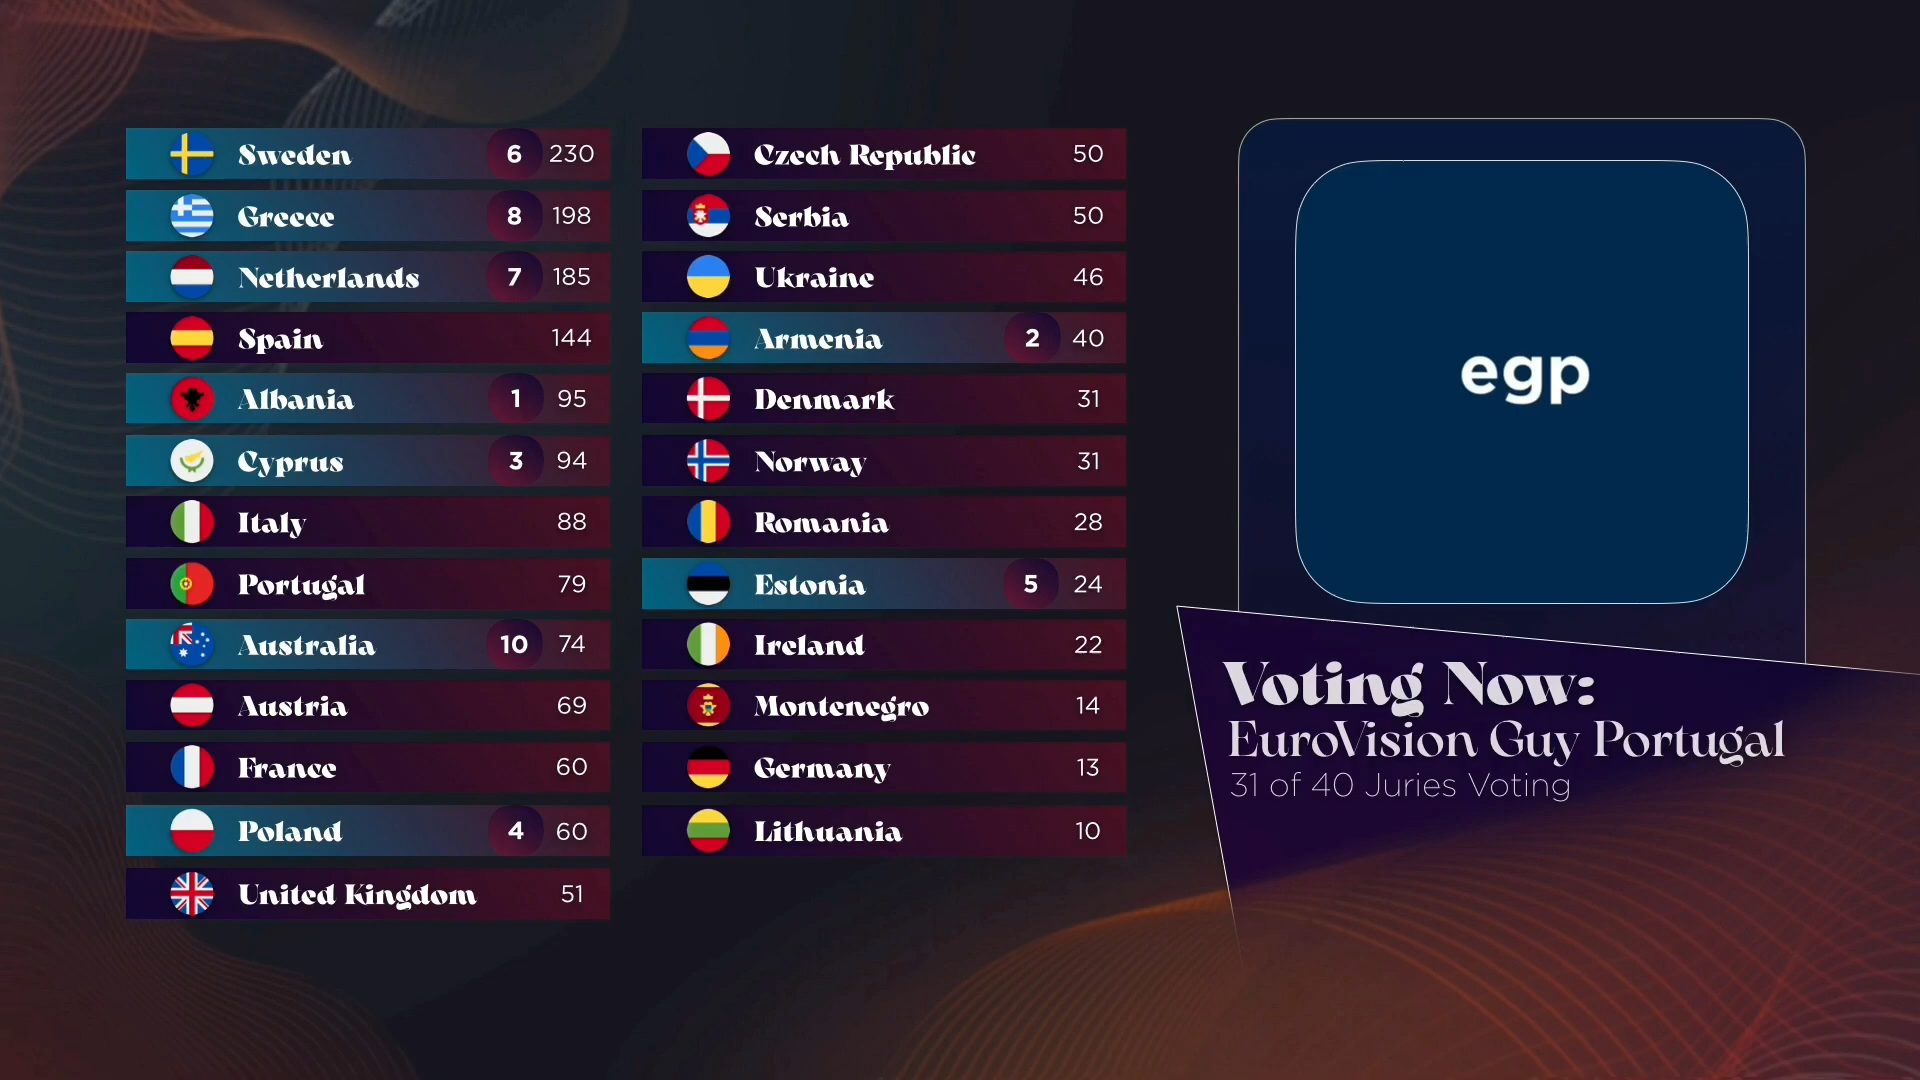 Sweden 6 230
Greece 8 198
Netherlands 7 185
Spain 144
Albania 1 95
Cyprus 3 94
Italy 88
Portugal 79
Australia 10 74
Austria 69
France 60
Poland 4 60
United Kingdom 51
Czech Republic 50
Serbia 50
Ukraine 46
Armenia 2 40
Denmark 31
Norway 31
Romania 28
Estonia 5 24
Ireland 22
Montenegro 14
Germany 13
Lithuania 10
egp
Voting Now:
EuroVision Guy Portugal
31 of 40 Juries Voting